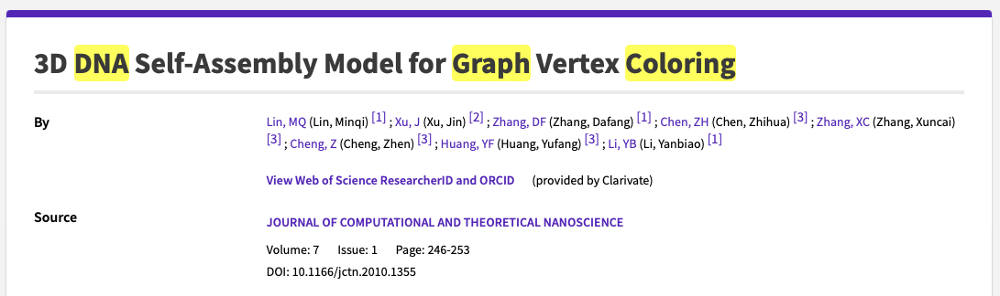 3D DNA Self-Assembly Model for Graph Vertex Coloring
By
Lin, MQ (Lin, Minqi) [1] ; Xu, J (Xu, Jin) [2] ; Zhang, DF (Zhang, Dafang) [1] ; Chen, ZH (Chen, Zhihua) [3] ; Zhang, XC (Zhang, Xuncai)
[3] ; Cheng, Z (Cheng, Zhen) [3] ; Huang, YF (Huang, Yufang) [3] ; Li, YB (Li, Yanbiao) [1]
View Web of Science ResearcherID and ORCID (provided by Clarivate)
Source
JOURNAL OF COMPUTATIONAL AND THEORETICAL NANOSCIENCE
Volume: 7 Issue: 1 Page: 246-253
DOI: 10.1166/jctn.2010.1355